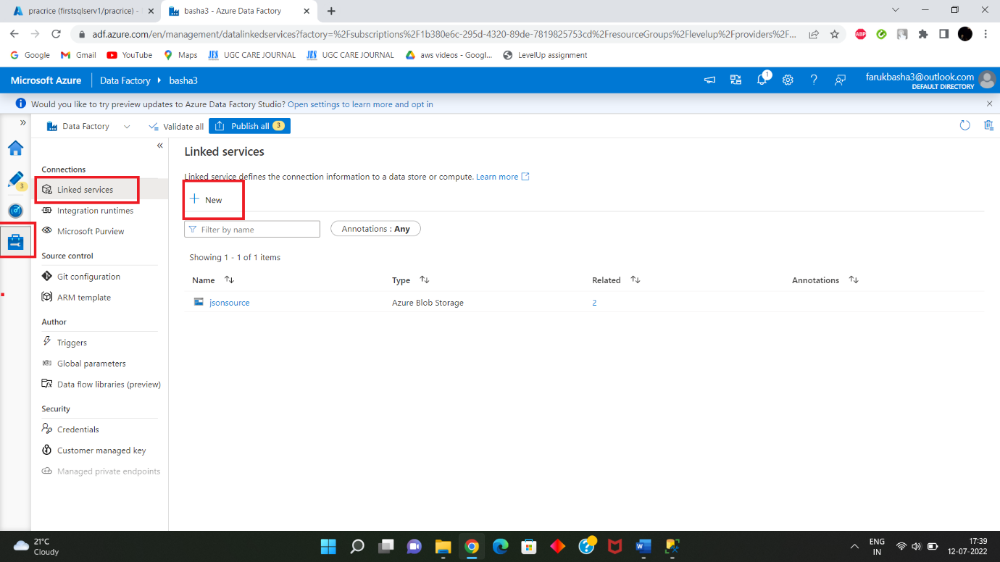 pracrice (firstsqlserv1/pracrice) -
basha3 - Azure Data Factory
adf.azure.com/en/management/datalinkedservices?factory=%2Fsubscriptions%2F1b380e6c-295d-4320-89de-7819825753cd%2FresourceGroups%2Flevelup%2Fproviders%2F...
ABP
Google Gmail YouTube Maps JES UGC CARE JOURNAL JES UGC CARE JOURNAL aws videos - Googl... LevelUp assignment
Microsoft Azure Data Factory basha3
1
farukbasha3@outlook.com
DEFAULT DIRECTORY
Would you like to try preview updates to Azure Data Factory Studio? Open settings to learn more and opt in
Data Factory Validate all Publish all 3
3
Connections
Linked services
Integration runtimes
Microsoft Purview
Source control
Git configuration
ARM template
Author
Triggers
Global parameters
Data flow libraries (preview)
Security
Credentials
Customer managed key
Managed private endpoints
Linked services
Linked service defines the connection information to a data store or compute. Learn more
New
Filter by name Annotations : Any
Showing 1 - 1 of 1 items
Name Type Related Annotations
jsonsource Azure Blob Storage 2
21°C
Cloudy
ENG
IN
17:39
12-07-2022